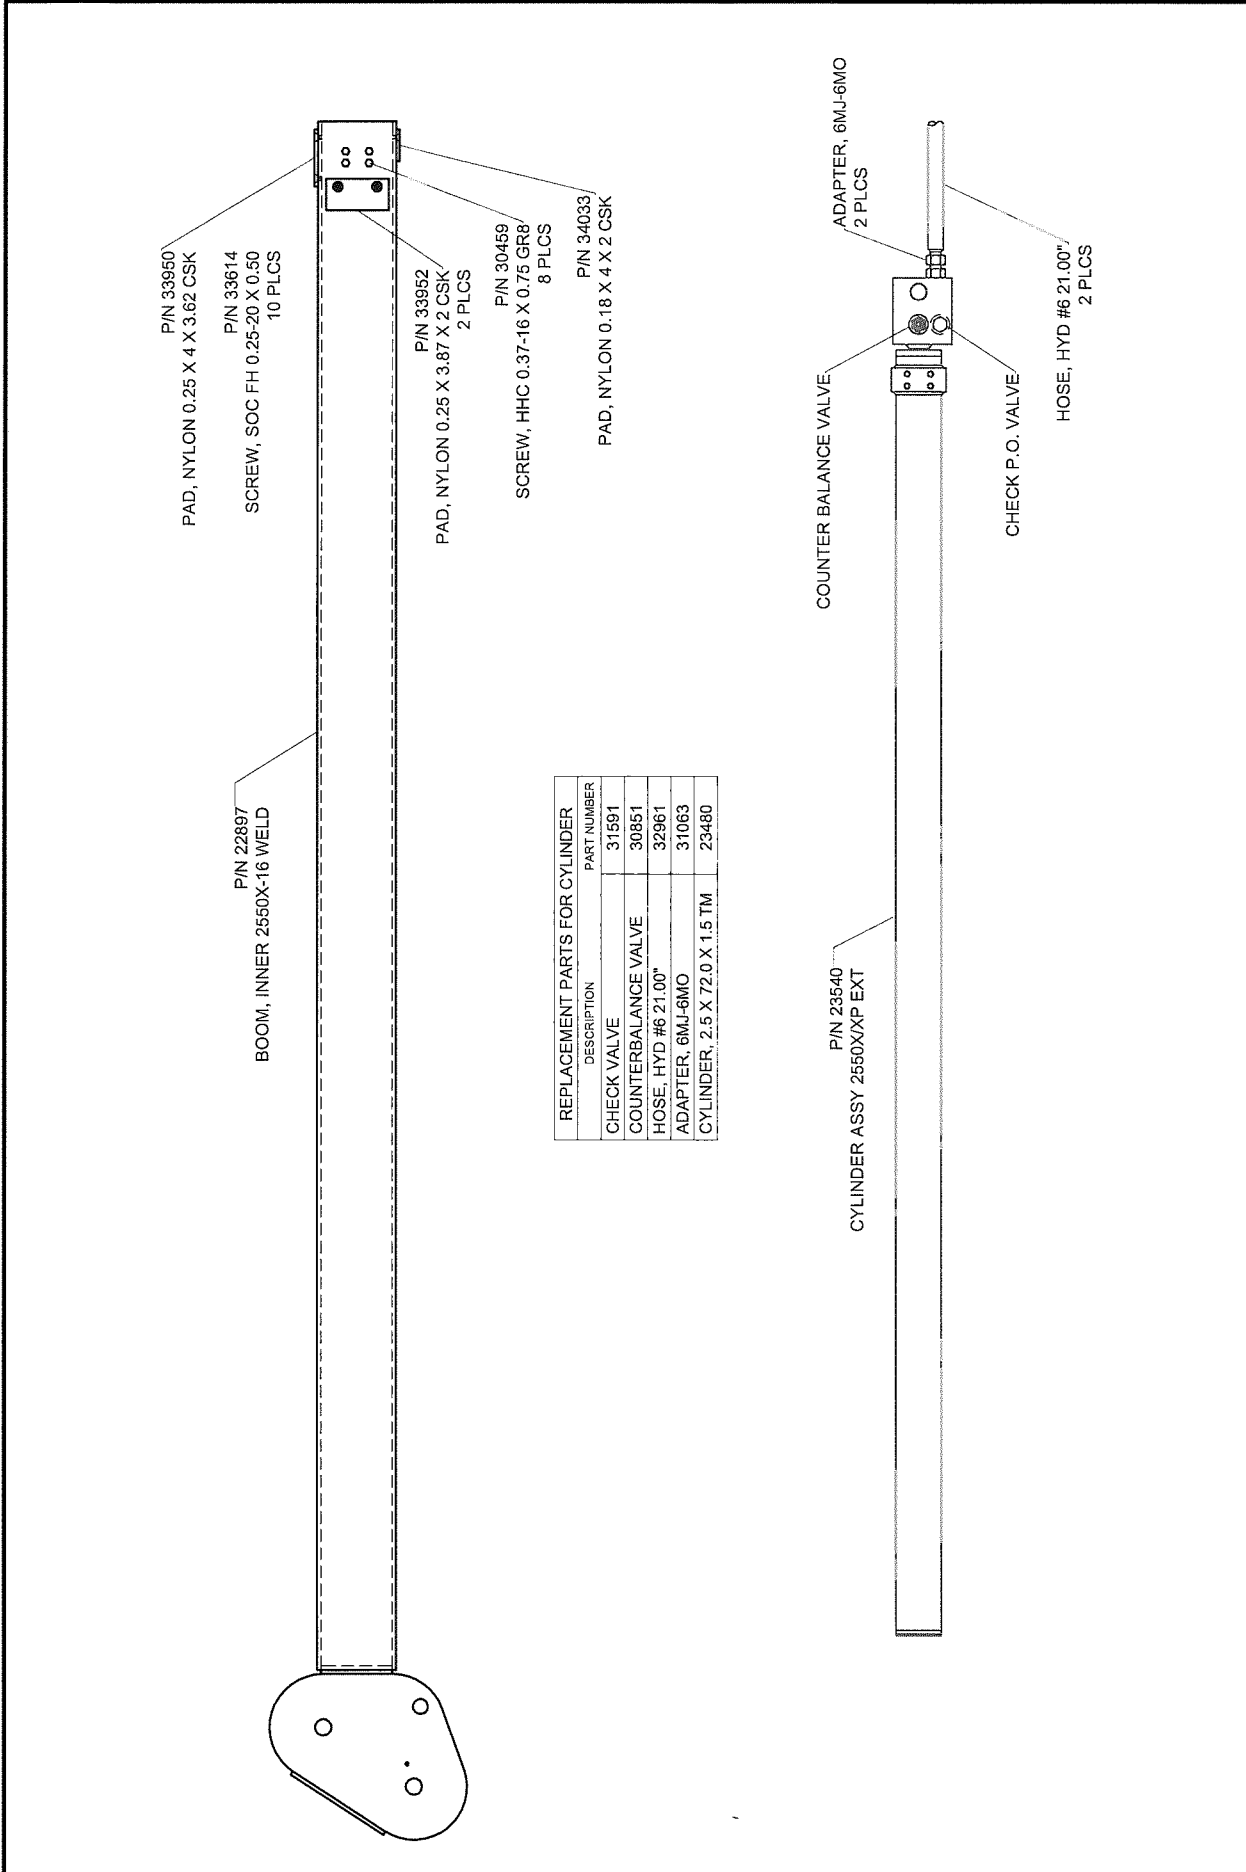 P/N 22897
BOOM, INNER 2550X-16 WELD
P/N 33950
PAD, NYLON 0.25 X 4 X 3.62 CSK
P/N 33614
SCREW, SOC FH 0.25-20 X 0.50
10 PLCS
P/N 33952
PAD, NYLON 0.25 X 3.87 X 2 CSK
2 PLCS
P/N 30459
SCREW, HHC 0.37-16 X 0.75 GR8
8 PLCS
P/N 34033
PAD, NYLON 0.18 X 4 X 2 CSK
REPLACEMENT PARTS FOR CYLINDER
DESCRIPTION PART NUMBER
CHECK VALVE 31591
COUNTERBALANCE VALVE 30851
HOSE, HYD #6 21.00" 32961
ADAPTER, 6MJ-6MO 31063
CYLINDER, 2.5 X 72.0 X 1.5 TM 23480
P/N 23540
CYLINDER ASSY 2550X/XP EXT
COUNTER BALANCE VALVE
ADAPTER, 6MJ-6MO
2 PLCS
CHECK P.O. VALVE
HOSE, HYD #6 21.00"
2 PLCS